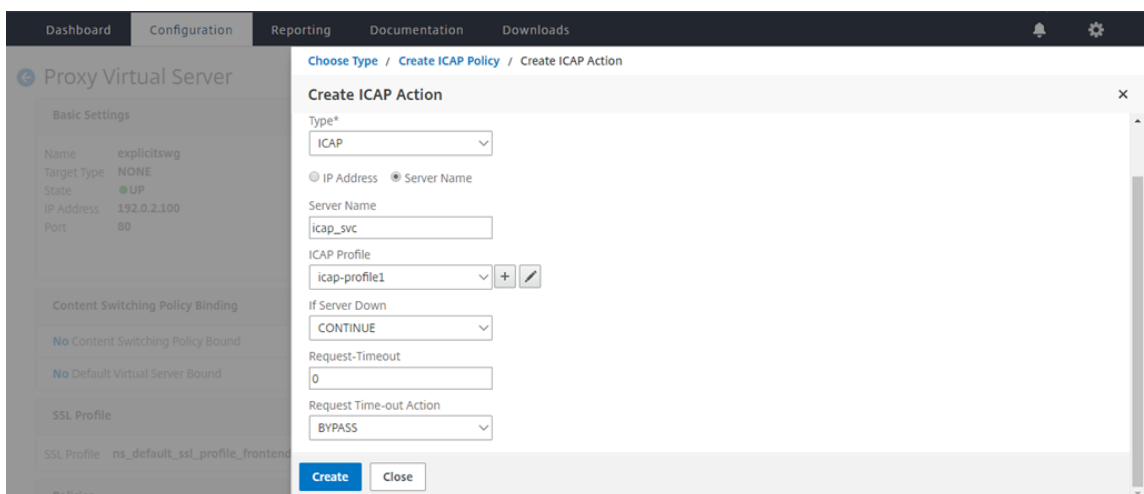 Dashboard Configuration Reporting Documentation Downloads
Proxy Virtual Server
Basic Settings
Name explicitswg
Target Type NONE
State UP
IP Address 192.0.2.100
Port 80
Content Switching Policy Binding
No Content Switching Policy Bound
No Default Virtual Server Bound
SSL Profile
SSL Profile ns_default_ssl_profile_frontend
Choose Type / Create ICAP Policy / Create ICAP Action
Create ICAP Action
Type*
ICAP
IP Address Server Name
Server Name
icap_svc
ICAP Profile
icap-profile1
If Server Down
CONTINUE
Request-Timeout
0
Request Time-out Action
BYPASS
Create Close